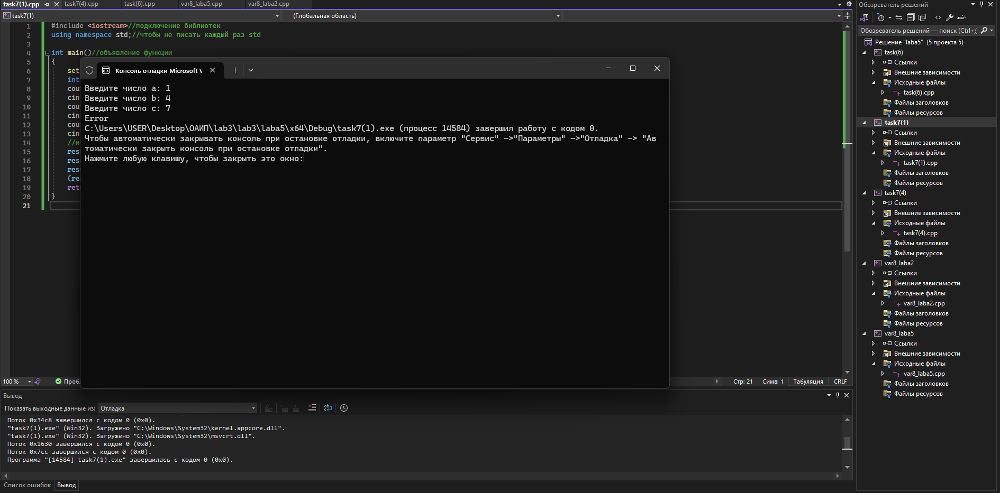 task7(1).cpp
task7(4).cpp
task(6).cpp
var8_laba5.cpp
var8_laba2.cpp
task7(1)
(Глобальная область)
1 #include <iostream>//подключение библиотек
2 using namespace std;//чтобы не писать каждый раз std
3
4 int main()//объявление функции
5 {
6 set
7 int
8 cou
9 cin
10 cou
11 cin
12 cou
13 cin
14 //и
15 resu
16 resu
17 resu
18 (res
19 retu
20 }
21
Консоль отладки Microsoft V
Введите число a: 1
Введите число b: 4
Введите число c: 7
Error
C:\Users\USER\Desktop\ОАИП\lab3\lab3\laba5\x64\Debug\task7(1).exe (процесс 14584) завершил работу с кодом 0.
Чтобы автоматически закрывать консоль при остановке отладки, включите параметр "Сервис" ->"Параметры" ->"Отладка" -> "Ав
томатически закрыть консоль при остановке отладки".
Нажмите любую клавишу, чтобы закрыть это окно:
100 %
Пробл
Стр: 21
Симв: 1
Табуляция
CRLF
Вывод
Показать выходные данные из: Отладка
Поток 0x34c8 завершился с кодом 0 (0x0).
"task7(1).exe" (Win32). Загружено "C:\Windows\System32\kernel.appcore.dll".
"task7(1).exe" (Win32). Загружено "C:\Windows\System32\msvcrt.dll".
Поток 0x1630 завершился с кодом 0 (0x0).
Поток 0x7cc завершился с кодом 0 (0x0).
Программа "[14584] task7(1).exe" завершилась с кодом 0 (0x0).
Список ошибок
Вывод
Обозреватель решений
Обозреватель решений — поиск (Ctrl+;
Решение "laba5" (5 проекта 5)
task(6)
Ссылки
Внешние зависимости
Исходные файлы
task(6).cpp
Файлы заголовков
Файлы ресурсов
task7(1)
Ссылки
Внешние зависимости
Исходные файлы
task7(1).cpp
Файлы заголовков
Файлы ресурсов
task7(4)
Ссылки
Внешние зависимости
Исходные файлы
task7(4).cpp
Файлы заголовков
Файлы ресурсов
var8_laba2
Ссылки
Внешние зависимости
Исходные файлы
var8_laba2.cpp
Файлы заголовков
Файлы ресурсов
var8_laba5
Ссылки
Внешние зависимости
Исходные файлы
var8_laba5.cpp
Файлы заголовков
Файлы ресурсов